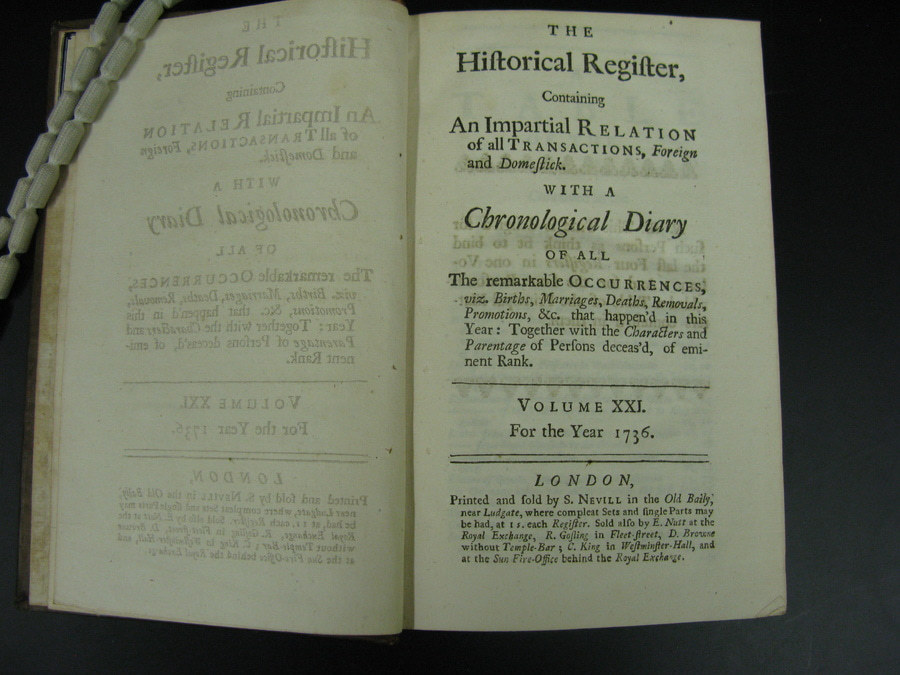 THE
Hiſtorical Regiſter,
Containing
An Impartial RELATION
of all TRANSACTIONS, Foreign
and Domeſtick.
WITH A
Chronological Diary
OF ALL
The remarkable OCCURRENCES,
viz. Births, Marriages, Deaths, Removals,
Promotions, &c. that happen'd in this
Year: Together with the Characters and
Parentage of Perſons deceas'd, of emi-
nent Rank.
VOLUME XXI.
For the Year 1736.
LONDON,
Printed and ſold by S. NEVILL in the Old Baily,
near Ludgate, where compleat Sets and ſingle Parts may
be had, at 1s. each Regiſter. Sold alſo by E. Nutt at the
Royal Exchange, R. Goſling in Fleet-ſtreet, D. Browne
without Temple-Bar; C. King in Weſtminſter-Hall, and
at the Sun Fire-Office behind the Royal Exchange.